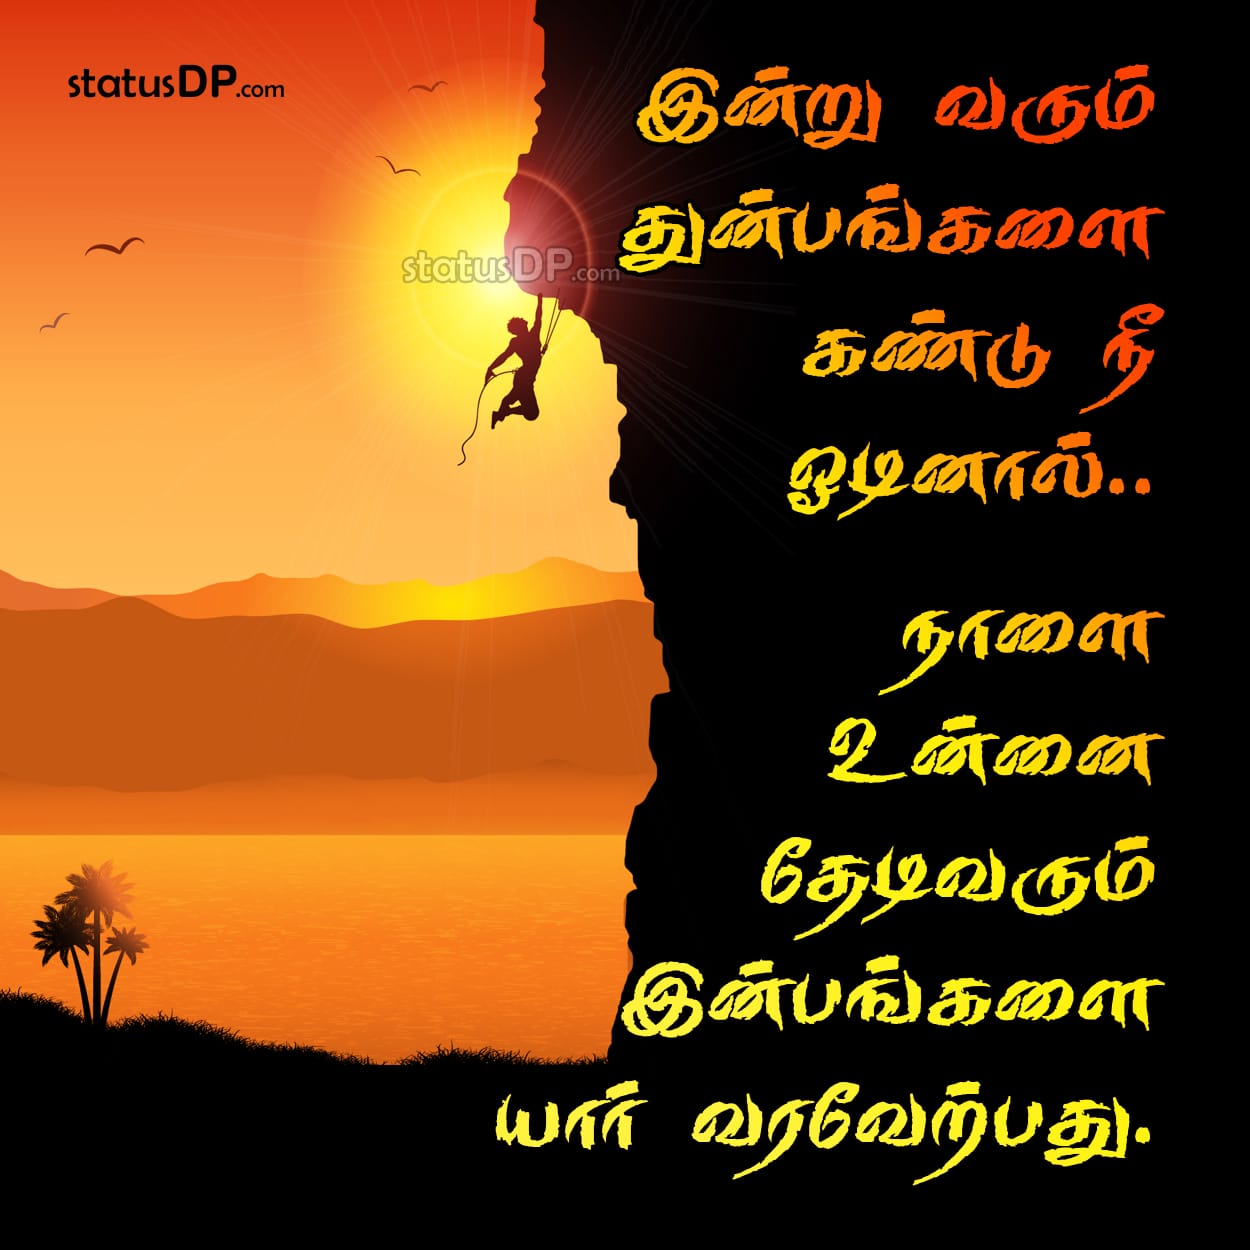 statusDP.com
இன்று வரும்
துன்பங்களை
statusDP.com
கண்டு நீ
ஓடினால்..
நாளை
உன்னை
தேடிவரும்
இன்பங்களை
யார் வரவேற்பது.